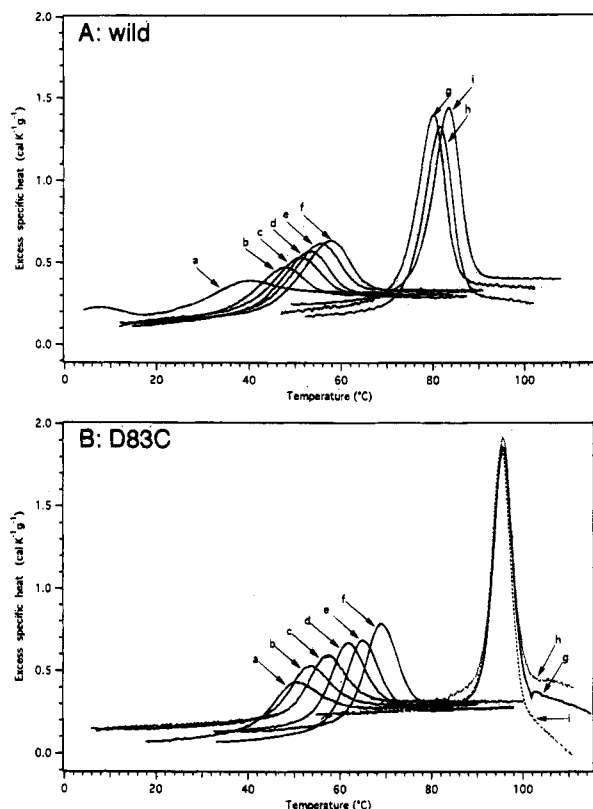 A: wild
2.0
1.5
1.0
0.5
0.0
Excess specific heat (cal K⁻¹g⁻¹)
a
b
c
d
e
f
g
i
h
0 20 40 60 80 100
Temperature (°C)
B: D83C
2.0
1.5
1.0
0.5
0.0
Excess specific heat (cal K⁻¹g⁻¹)
a
b
c
d
e
f
h
g
i
0 20 40 60 80 100
Temperature (°C)